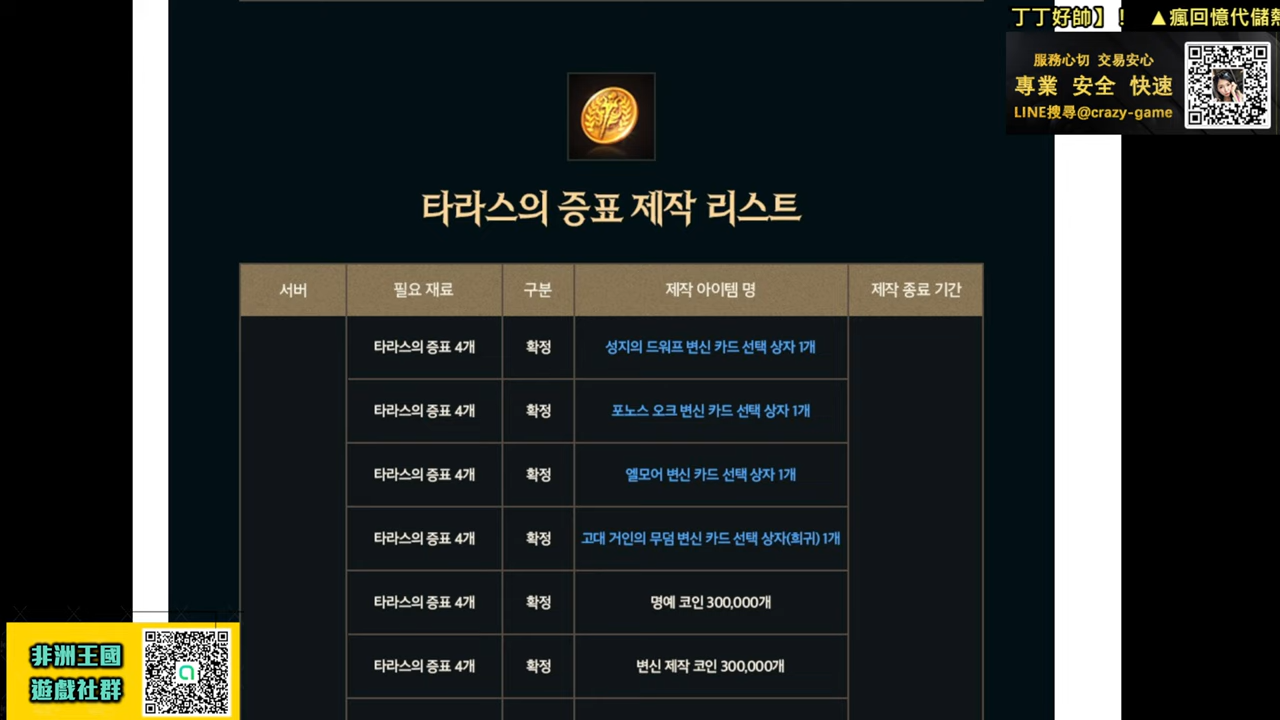 丁丁好帥】！ ▲瘋回憶代儲
服務心切 交易安心
專業 安全 快速
LINE搜尋@crazy-game
타라스의 증표 제작 리스트
서버 필요 재료 구분 제작 아이템 명 제작 종료 기간
타라스의 증표 4개 확정 성지의 드워프 변신 카드 선택 상자 1개
타라스의 증표 4개 확정 포노스 오크 변신 카드 선택 상자 1개
타라스의 증표 4개 확정 엘모어 변신 카드 선택 상자 1개
타라스의 증표 4개 확정 고대 거인의 무덤 변신 카드 선택 상자(희귀) 1개
타라스의 증표 4개 확정 명예 코인 300,000개
타라스의 증표 4개 확정 변신 제작 코인 300,000개
非洲王國
遊戲社群